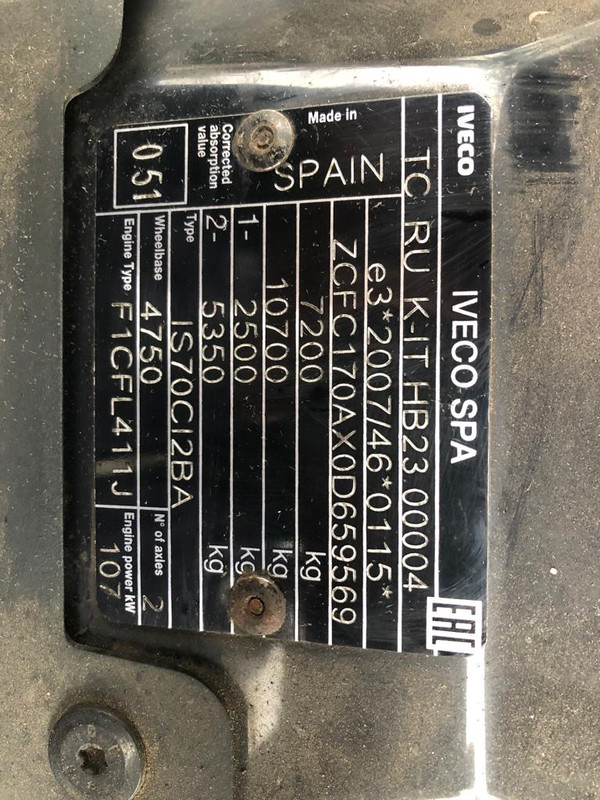 IVECO
IVECO SPA
EAC
TC RU K-IT HB23 00004
e3*2007/46*0115*
ZCFC170AX0D659569
7200 kg
10700 kg
1- 2500 kg
2- 5350 kg
Made in
SPAIN
Corrected
absorption
value
0.51
Type
IS70CI2BA
Wheelbase
4750
N° of axles
2
Engine Type
F1CFL411J
Engine power kW
107